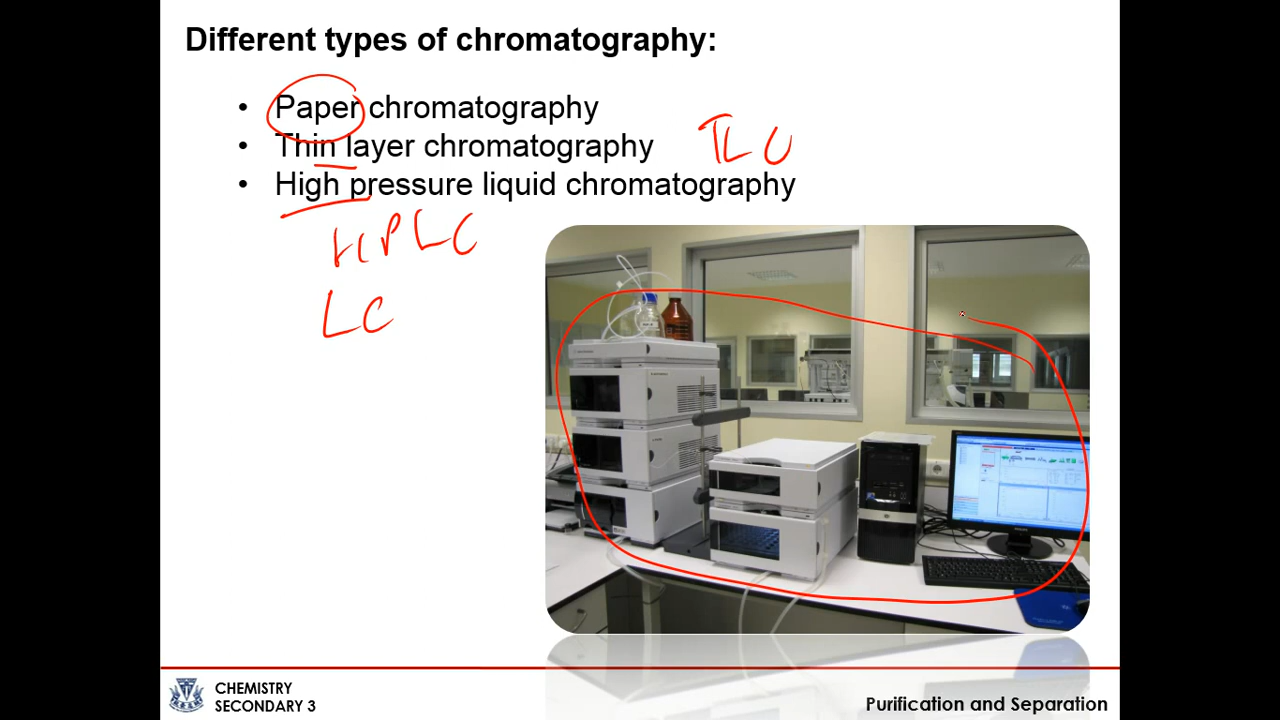 Different types of chromatography:
• Paper chromatography
• Thin layer chromatography TLC
• High pressure liquid chromatography
HPLC
LC
CHEMISTRY
SECONDARY 3
Purification and Separation